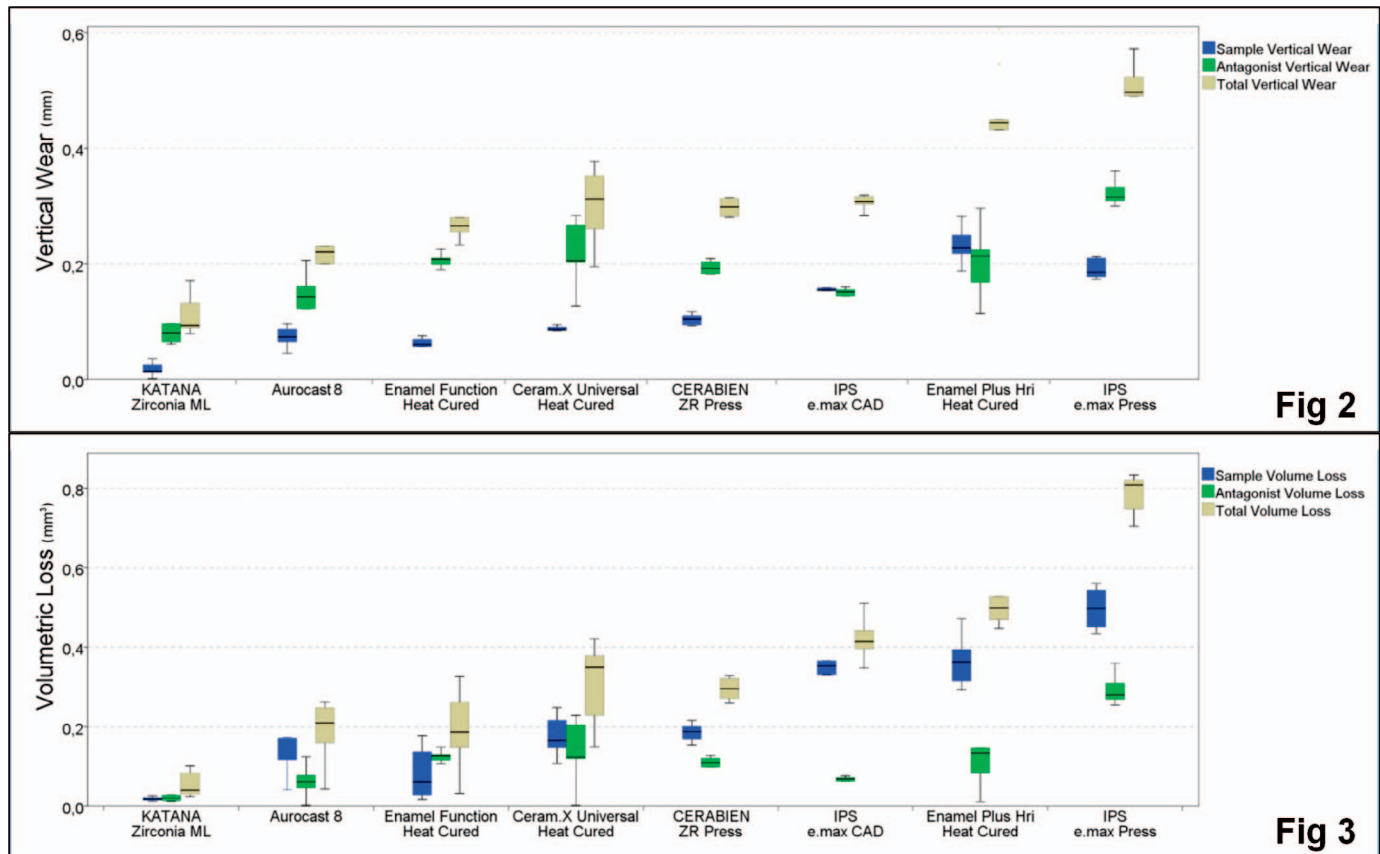 0,6
0,4
0,2
0,0
Vertical Wear (mm)
Sample Vertical Wear
Antagonist Vertical Wear
Total Vertical Wear
KATANA
Zirconia ML
Aurocast 8
Enamel Function
Heat Cured
Ceram.X Universal
Heat Cured
CERABIEN
ZR Press
IPS
e.max CAD
Enamel Plus Hri
Heat Cured
IPS
e.max Press
Fig 2
0,8
0,6
0,4
0,2
0,0
Volumetric Loss (mm³)
Sample Volume Loss
Antagonist Volume Loss
Total Volume Loss
KATANA
Zirconia ML
Aurocast 8
Enamel Function
Heat Cured
Ceram.X Universal
Heat Cured
CERABIEN
ZR Press
IPS
e.max CAD
Enamel Plus Hri
Heat Cured
IPS
e.max Press
Fig 3